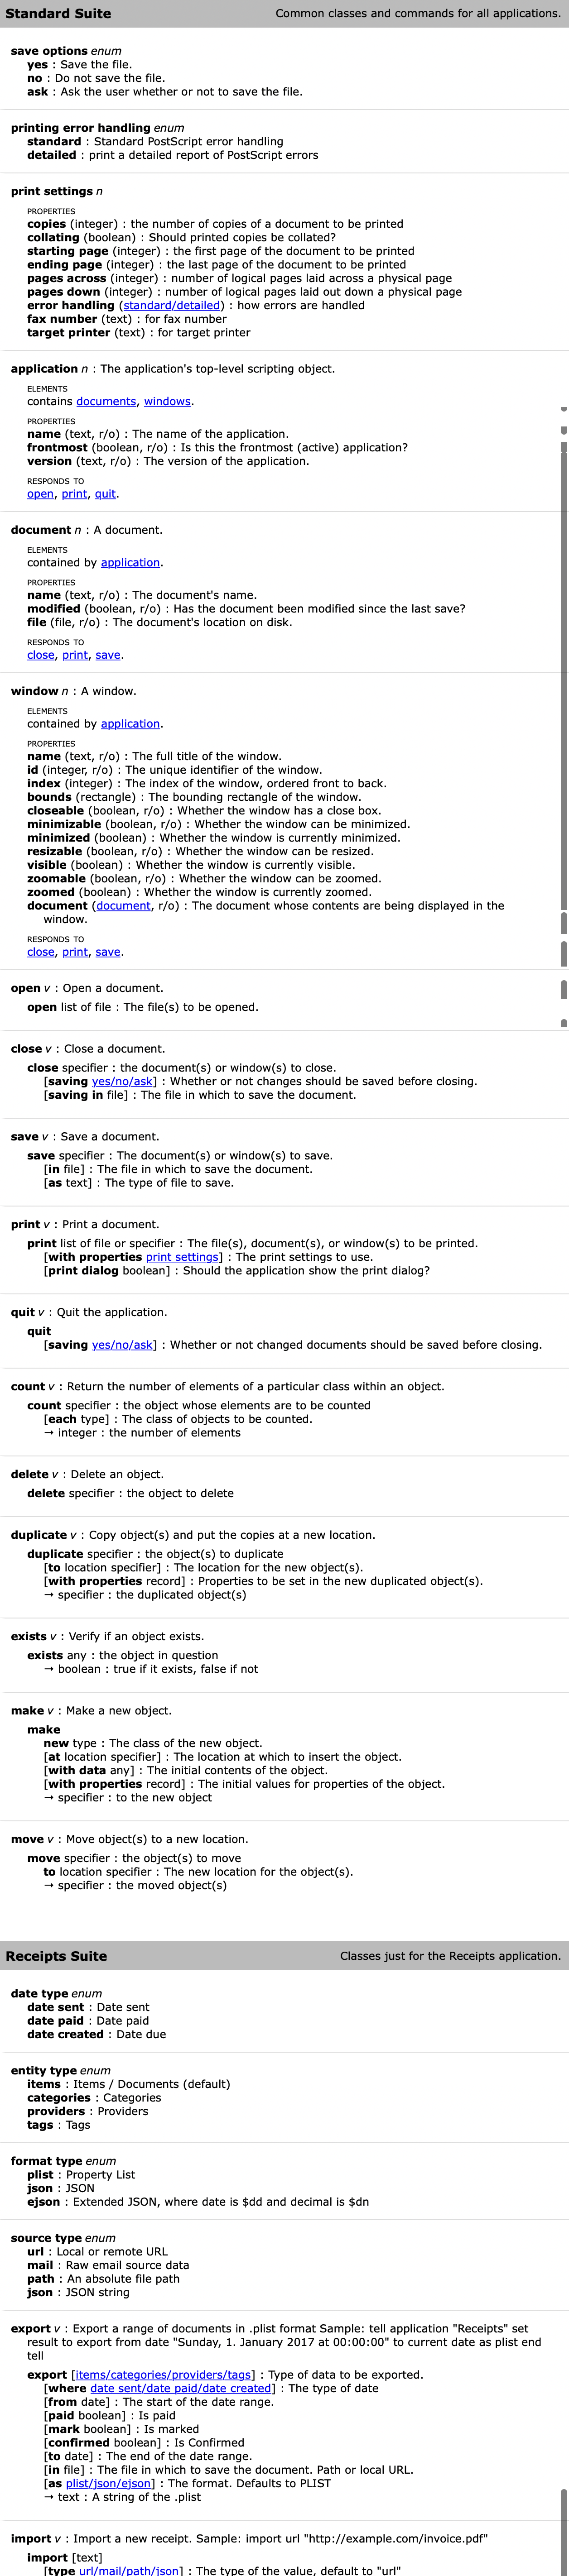 Standard Suite Common classes and commands for all applications.
save options enum
yes : Save the file.
no : Do not save the file.
ask : Ask the user whether or not to save the file.
printing error handling enum
standard : Standard PostScript error handling
detailed : print a detailed report of PostScript errors
print settings n
PROPERTIES
copies (integer) : the number of copies of a document to be printed
collating (boolean) : Should printed copies be collated?
starting page (integer) : the first page of the document to be printed
ending page (integer) : the last page of the document to be printed
pages across (integer) : number of logical pages laid across a physical page
pages down (integer) : number of logical pages laid out down a physical page
error handling (standard/detailed) : how errors are handled
fax number (text) : for fax number
target printer (text) : for target printer
application n : The application's top-level scripting object.
ELEMENTS
contains documents, windows.
PROPERTIES
name (text, r/o) : The name of the application.
frontmost (boolean, r/o) : Is this the frontmost (active) application?
version (text, r/o) : The version of the application.
RESPONDS TO
open, print, quit.
document n : A document.
ELEMENTS
contained by application.
PROPERTIES
name (text, r/o) : The document's name.
modified (boolean, r/o) : Has the document been modified since the last save?
file (file, r/o) : The document's location on disk.
RESPONDS TO
close, print, save.
window n : A window.
ELEMENTS
contained by application.
PROPERTIES
name (text, r/o) : The full title of the window.
id (integer, r/o) : The unique identifier of the window.
index (integer) : The index of the window, ordered front to back.
bounds (rectangle) : The bounding rectangle of the window.
closeable (boolean, r/o) : Whether the window has a close box.
minimizable (boolean, r/o) : Whether the window can be minimized.
minimized (boolean) : Whether the window is currently minimized.
resizable (boolean, r/o) : Whether the window can be resized.
visible (boolean) : Whether the window is currently visible.
zoomable (boolean, r/o) : Whether the window can be zoomed.
zoomed (boolean) : Whether the window is currently zoomed.
document (document, r/o) : The document whose contents are being displayed in the
window.
RESPONDS TO
close, print, save.
open v : Open a document.
open list of file : The file(s) to be opened.
close v : Close a document.
close specifier : the document(s) or window(s) to close.
[saving yes/no/ask] : Whether or not changes should be saved before closing.
[saving in file] : The file in which to save the document.
save v : Save a document.
save specifier : The document(s) or window(s) to save.
[in file] : The file in which to save the document.
[as text] : The type of file to save.
print v : Print a document.
print list of file or specifier : The file(s), document(s), or window(s) to be printed.
[with properties print settings] : The print settings to use.
[print dialog boolean] : Should the application show the print dialog?
quit v : Quit the application.
quit
[saving yes/no/ask] : Whether or not changed documents should be saved before closing.
count v : Return the number of elements of a particular class within an object.
count specifier : the object whose elements are to be counted
[each type] : The class of objects to be counted.
→ integer : the number of elements
delete v : Delete an object.
delete specifier : the object to delete
duplicate v : Copy object(s) and put the copies at a new location.
duplicate specifier : the object(s) to duplicate
[to location specifier] : The location for the new object(s).
[with properties record] : Properties to be set in the new duplicated object(s).
→ specifier : the duplicated object(s)
exists v : Verify if an object exists.
exists any : the object in question
→ boolean : true if it exists, false if not
make v : Make a new object.
make
new type : The class of the new object.
[at location specifier] : The location at which to insert the object.
[with data any] : The initial contents of the object.
[with properties record] : The initial values for properties of the object.
→ specifier : to the new object
move v : Move object(s) to a new location.
move specifier : the object(s) to move
to location specifier : The new location for the object(s).
→ specifier : the moved object(s)
Receipts Suite Classes just for the Receipts application.
date type enum
date sent : Date sent
date paid : Date paid
date created : Date due
entity type enum
items : Items / Documents (default)
categories : Categories
providers : Providers
tags : Tags
format type enum
plist : Property List
json : JSON
ejson : Extended JSON, where date is $dd and decimal is $dn
source type enum
url : Local or remote URL
mail : Raw email source data
path : An absolute file path
json : JSON string
export v : Export a range of documents in .plist format Sample: tell application "Receipts" set
result to export from date "Sunday, 1. January 2017 at 00:00:00" to current date as plist end
tell
export [items/categories/providers/tags] : Type of data to be exported.
[where date sent/date paid/date created] : The type of date
[from date] : The start of the date range.
[paid boolean] : Is paid
[mark boolean] : Is marked
[confirmed boolean] : Is Confirmed
[to date] : The end of the date range.
[in file] : The file in which to save the document. Path or local URL.
[as plist/json/ejson] : The format. Defaults to PLIST
→ text : A string of the .plist
import v : Import a new receipt. Sample: import url "http://example.com/invoice.pdf"
import [text]
[type url/mail/path/json] : The type of the value, default to "url"